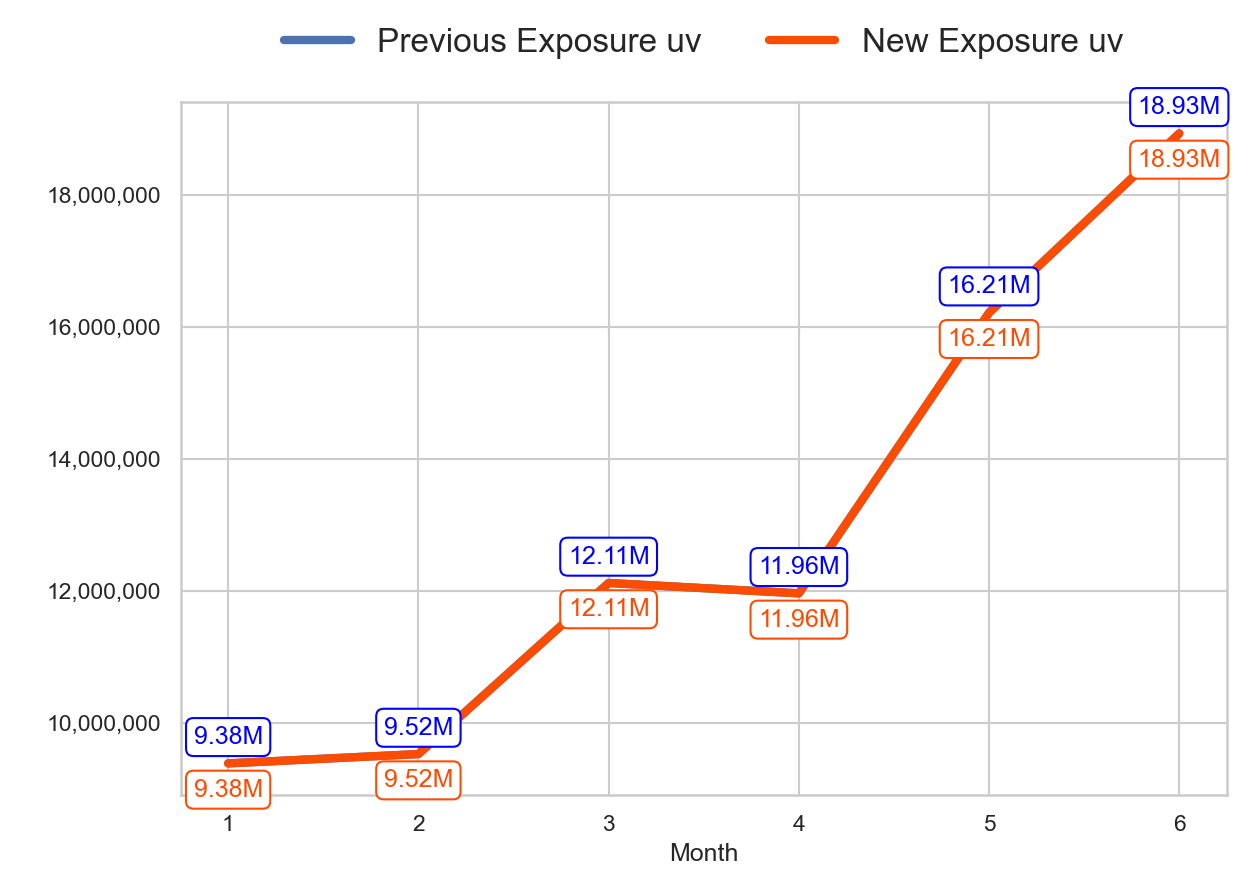 Previous Exposure uv New Exposure uv
18.93M
18.93M
18,000,000
16.21M
16,000,000
16.21M
14,000,000
12.11M
11.96M
12,000,000
12.11M
11.96M
10,000,000
9.38M
9.52M
9.38M
9.52M
1 2 3 4 5 6
Month